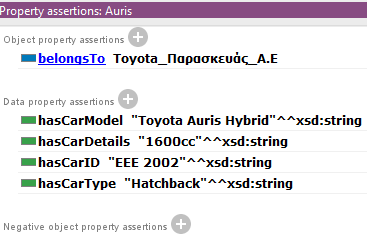 Property assertions: Auris
Object property assertions
belongsTo Toyota_Παρασκευάς_Α.Ε
Data property assertions
hasCarModel "Toyota Auris Hybrid"^^xsd:string
hasCarDetails "1600cc"^^xsd:string
hasCarID "EEE 2002"^^xsd:string
hasCarType "Hatchback"^^xsd:string
Negative object property assertions